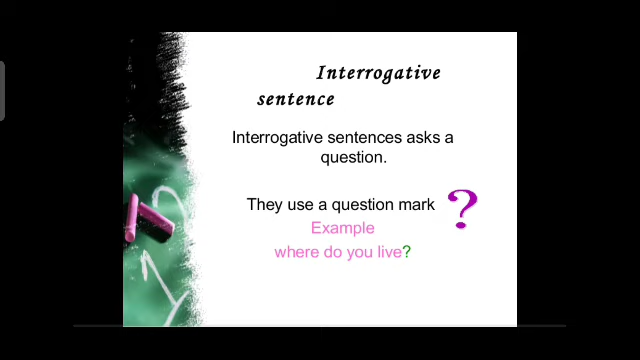 Interrogative
sentence
Interrogative sentences asks a
question.
They use a question mark ?
Example
where do you live?